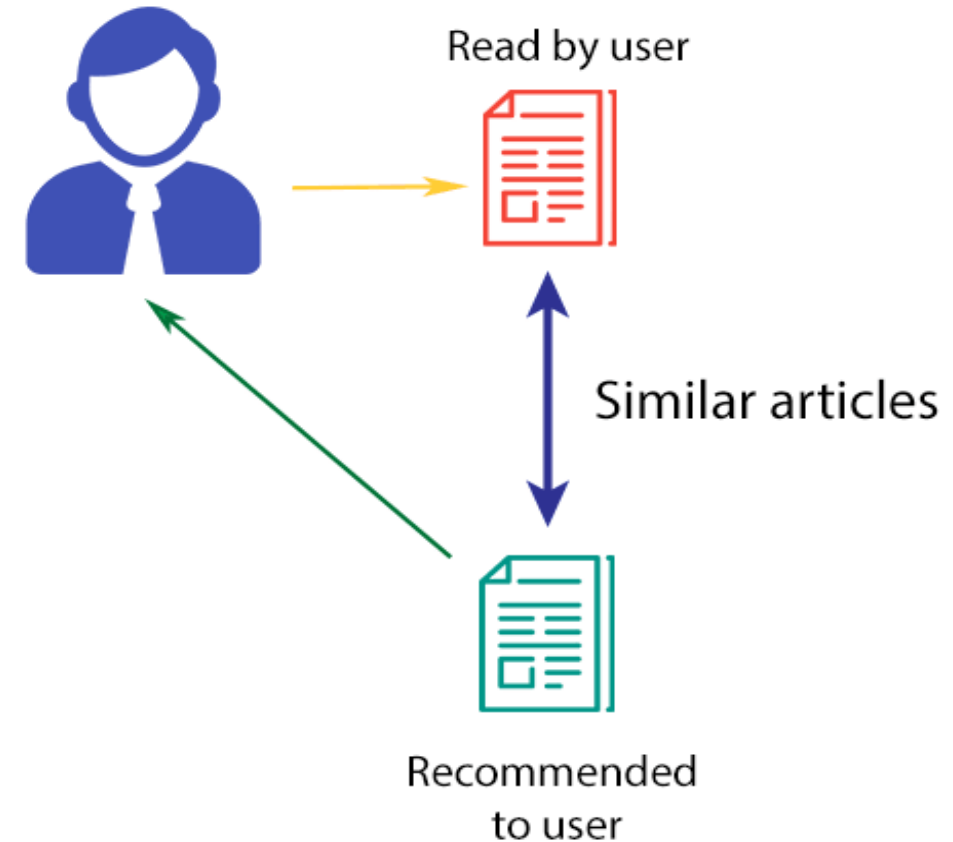 Read by user
Similar articles
Recommended
to user